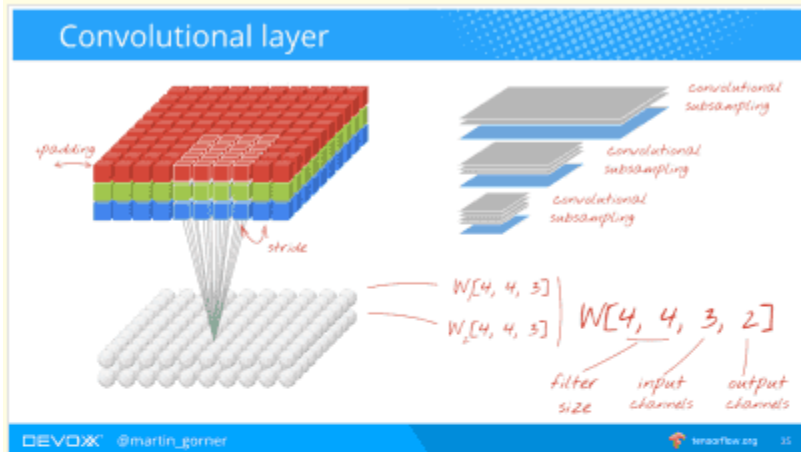 Convolutional layer
+padding
stride
convolutional
subsampling
convolutional
subsampling
convolutional
subsampling
W₁[4, 4, 3]
W₂[4, 4, 3]
W[4, 4, 3, 2]
filter
size
input
channels
output
channels
DEVOXX @martin_gorner
tensorflow.org 35